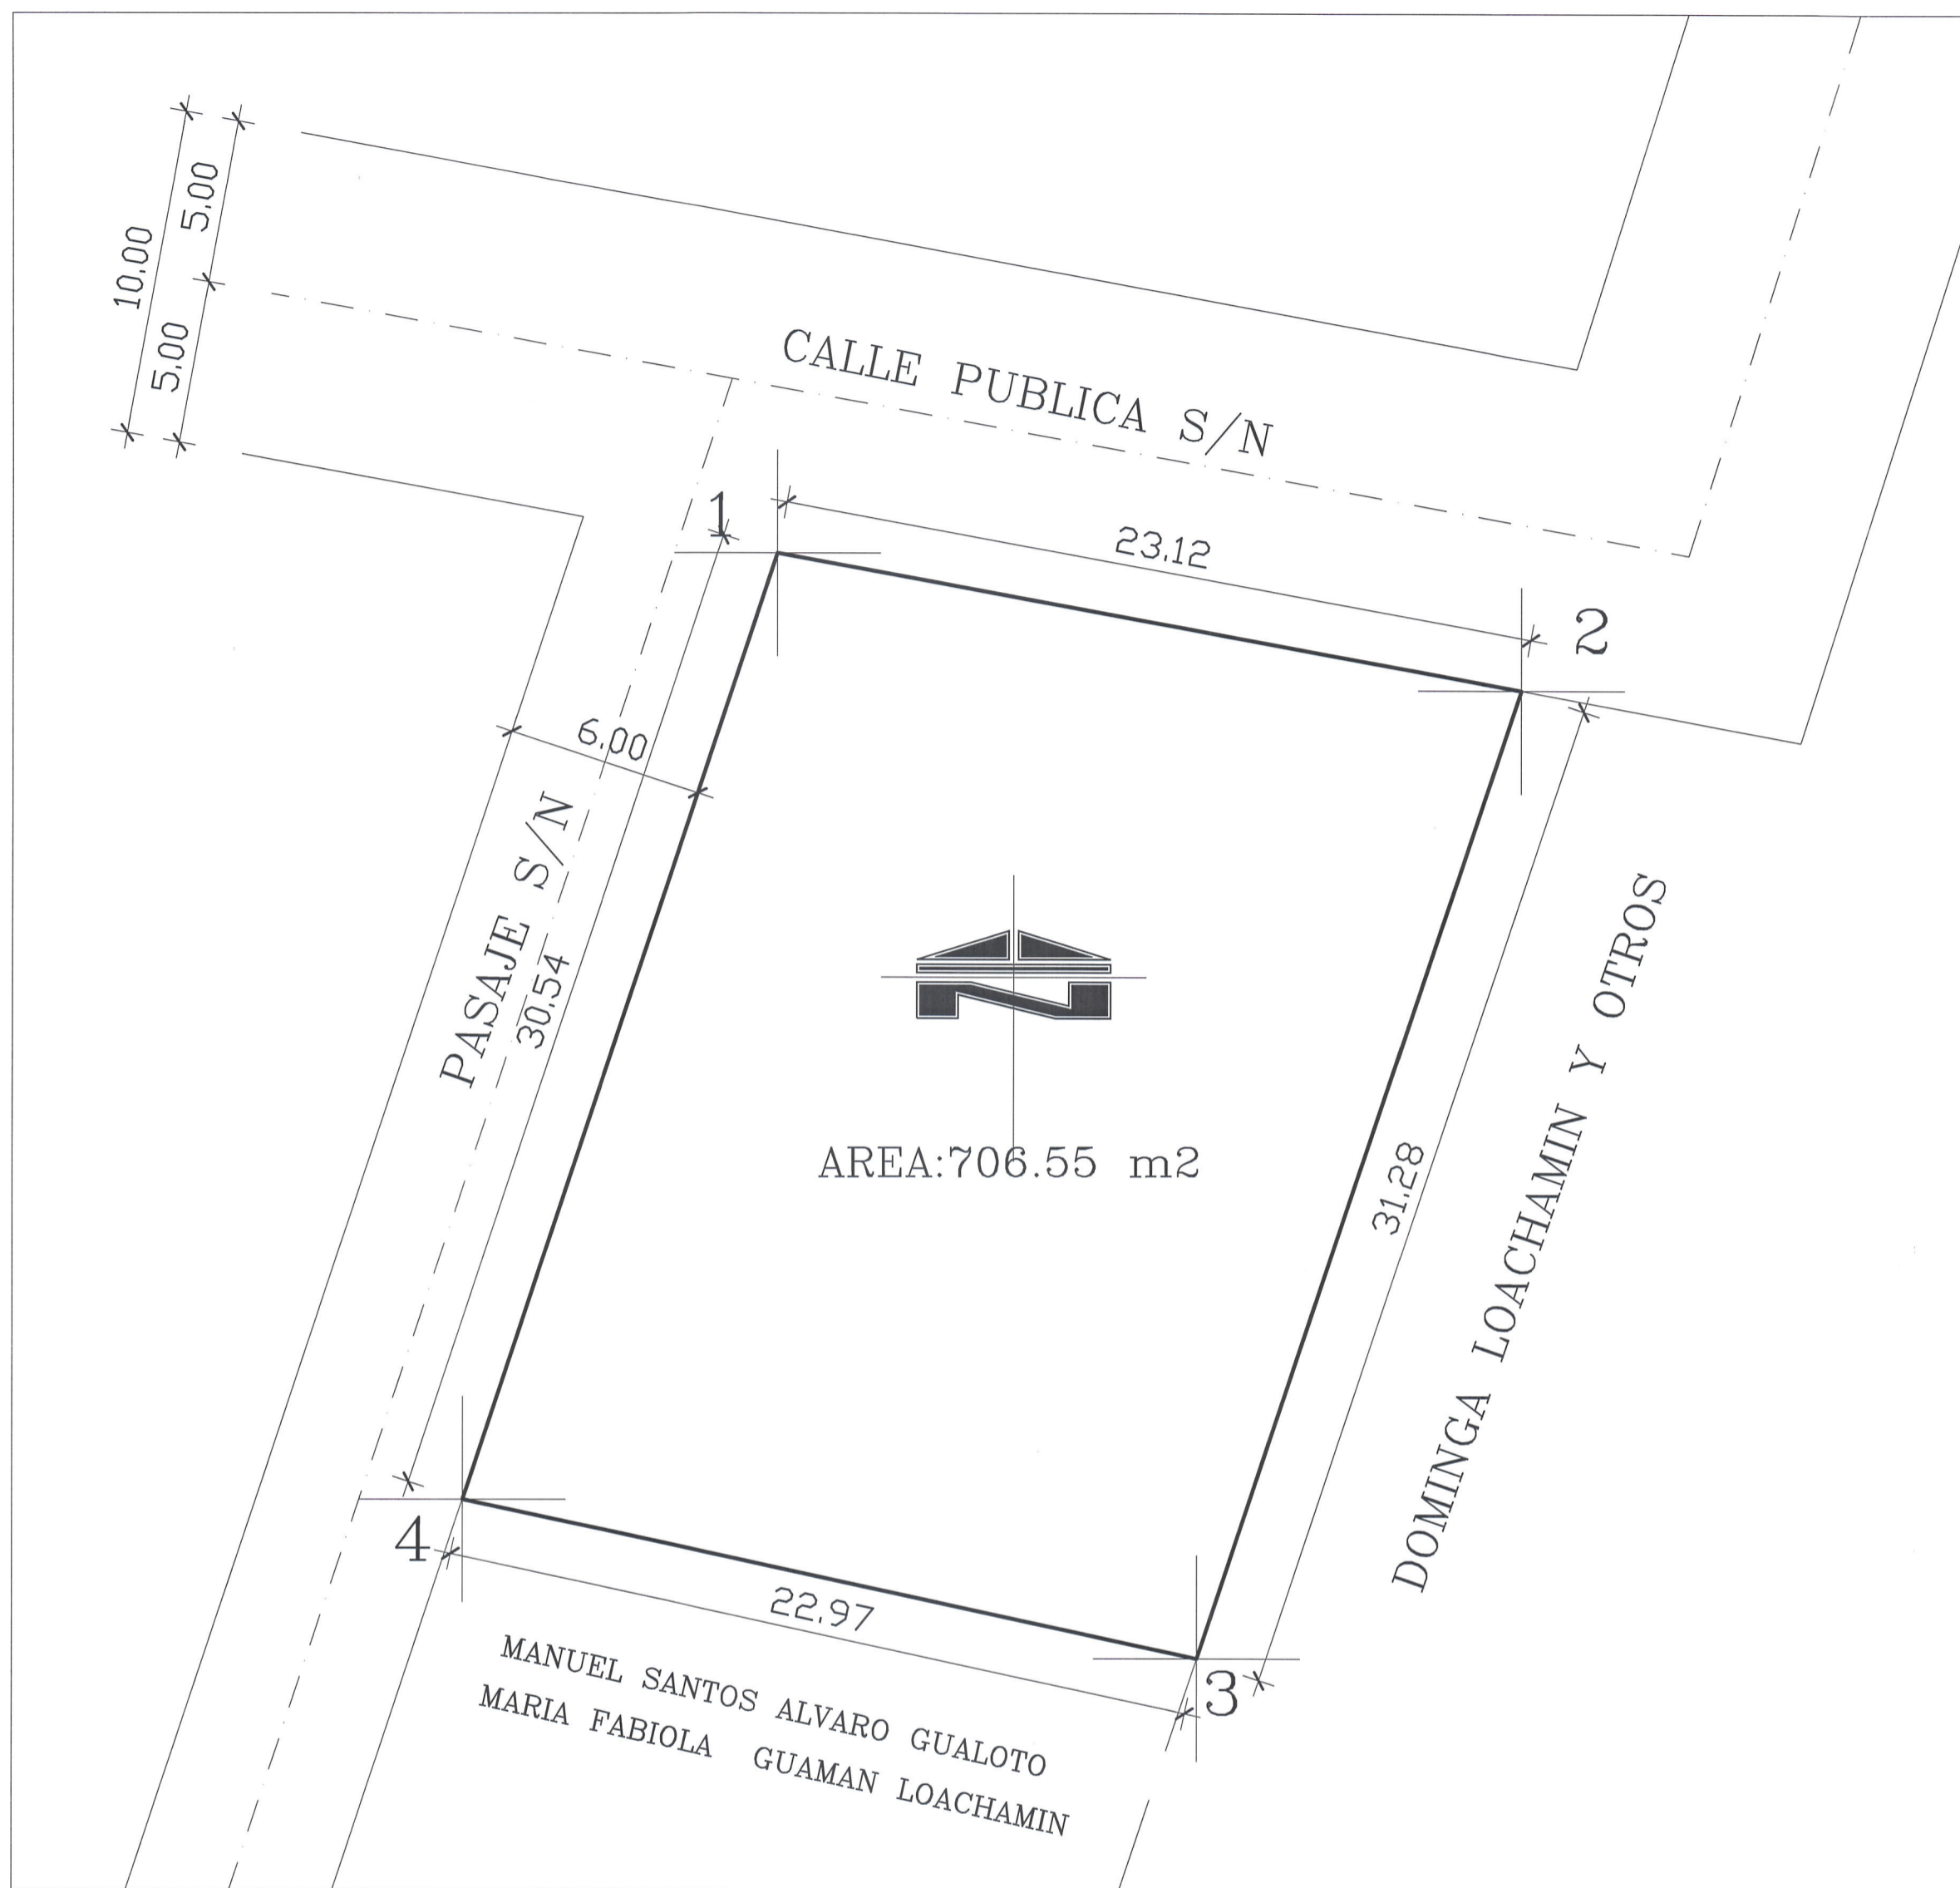 10.00
5.00
5.00
CALLE PUBLICA S/N
1
23.12
2
6.00
PASAJE S/N
30.54
N
AREA:706.55 m2
31.28
DOMINGA LOACHAMIN Y OTROS
4
22.97
3
MANUEL SANTOS ALVARO GUALOTO
MARIA FABIOLA GUAMAN LOACHAMIN